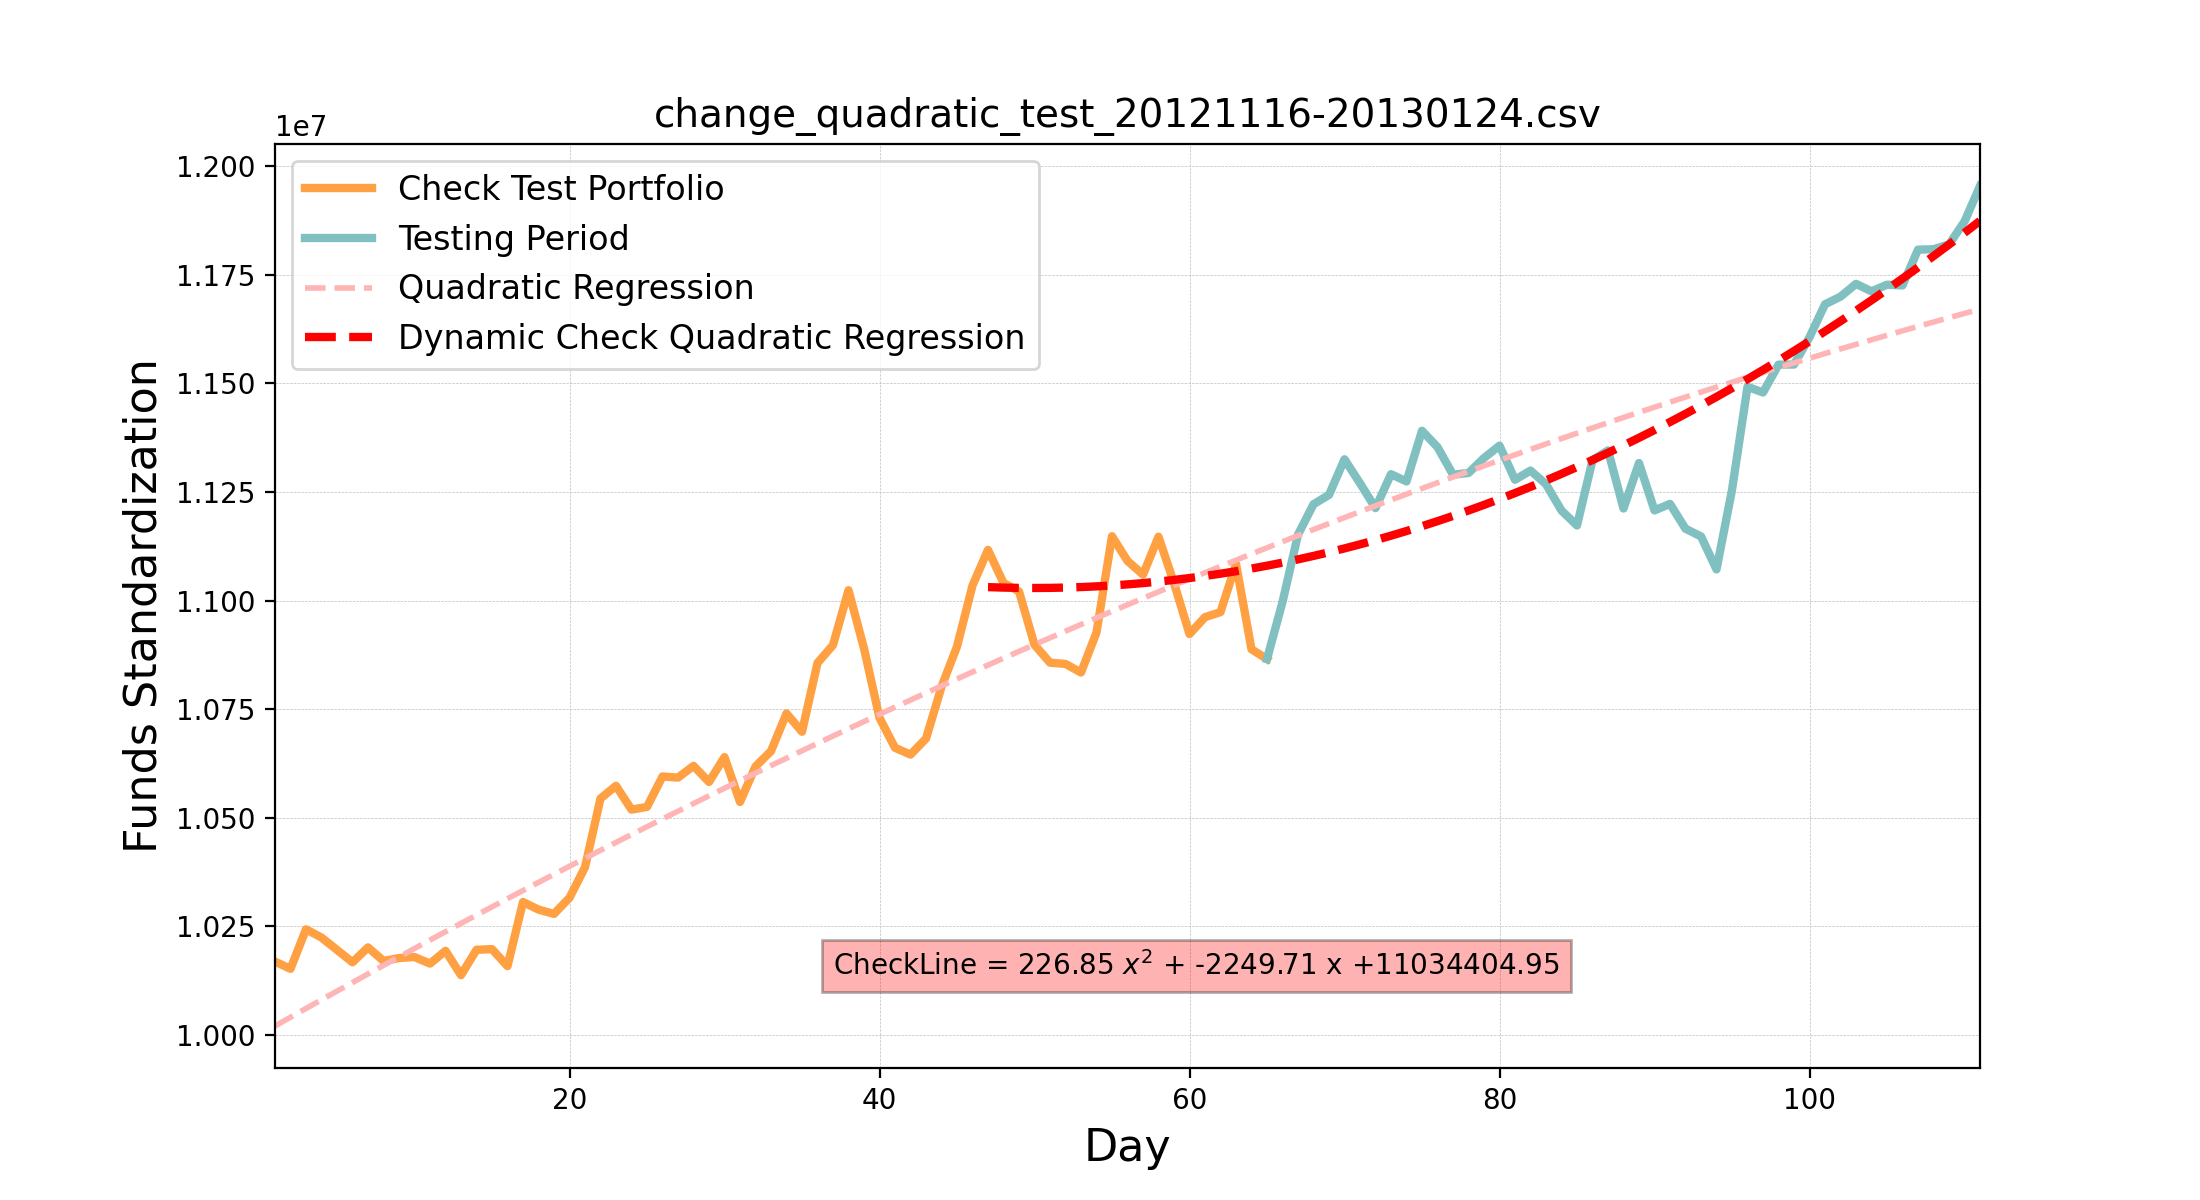 change_quadratic_test_20121116-20130124.csv
1e7
1.200
1.175
1.150
1.125
1.100
1.075
1.050
1.025
1.000
Funds Standardization
Check Test Portfolio
Testing Period
Quadratic Regression
Dynamic Check Quadratic Regression
CheckLine = 226.85 x² + -2249.71 x +11034404.95
20 40 60 80 100
Day